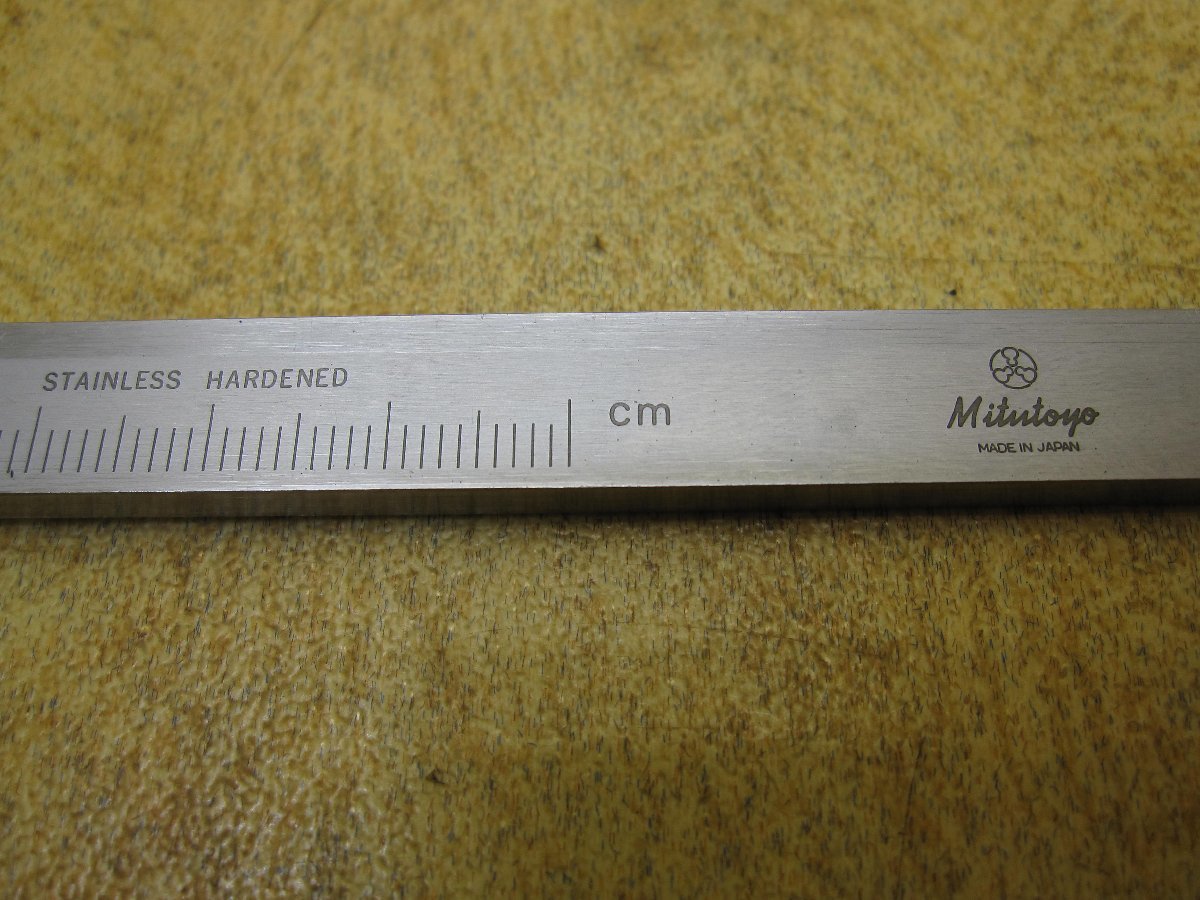 STAINLESS HARDENED
cm
Mitutoyo
MADE IN JAPAN